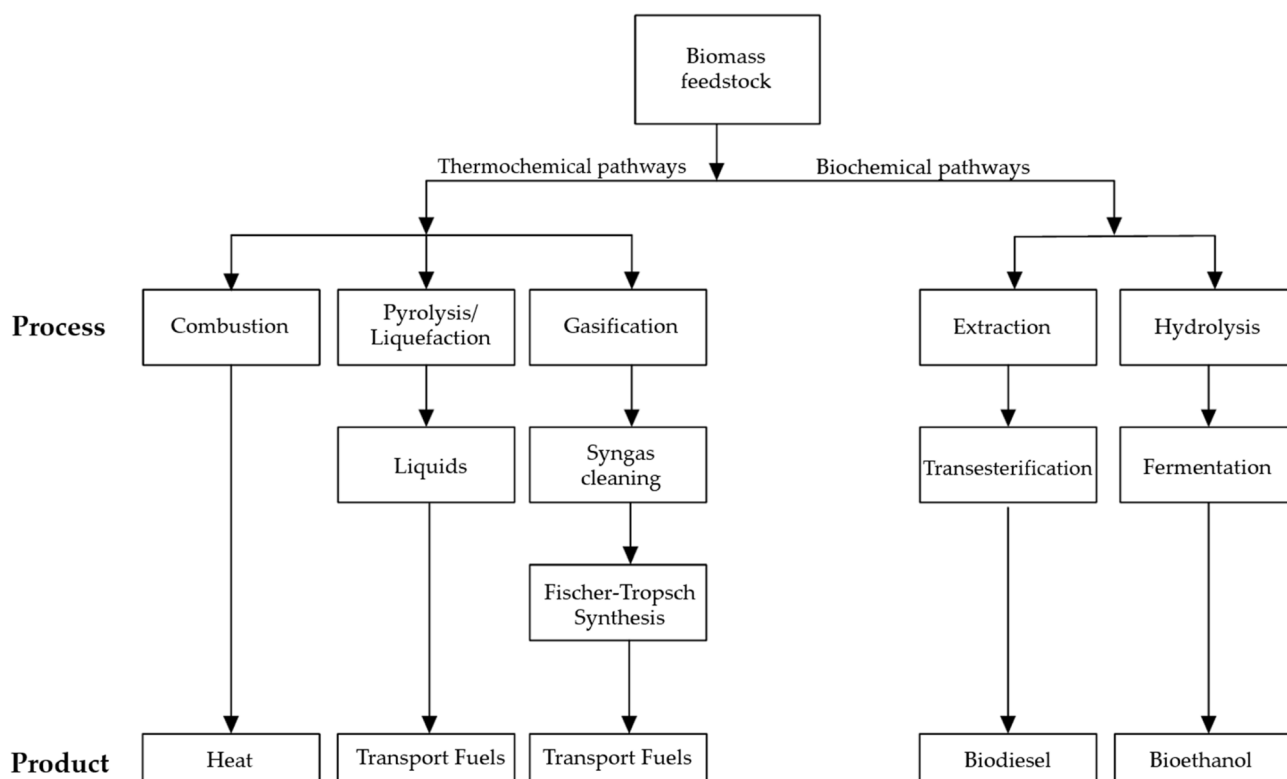 Biomass
feedstock
Thermochemical pathways
Biochemical pathways
Process
Combustion
Pyrolysis/
Liquefaction
Gasification
Extraction
Hydrolysis
Liquids
Syngas
cleaning
Transesterification
Fermentation
Fischer-Tropsch
Synthesis
Product
Heat
Transport Fuels
Transport Fuels
Biodiesel
Bioethanol